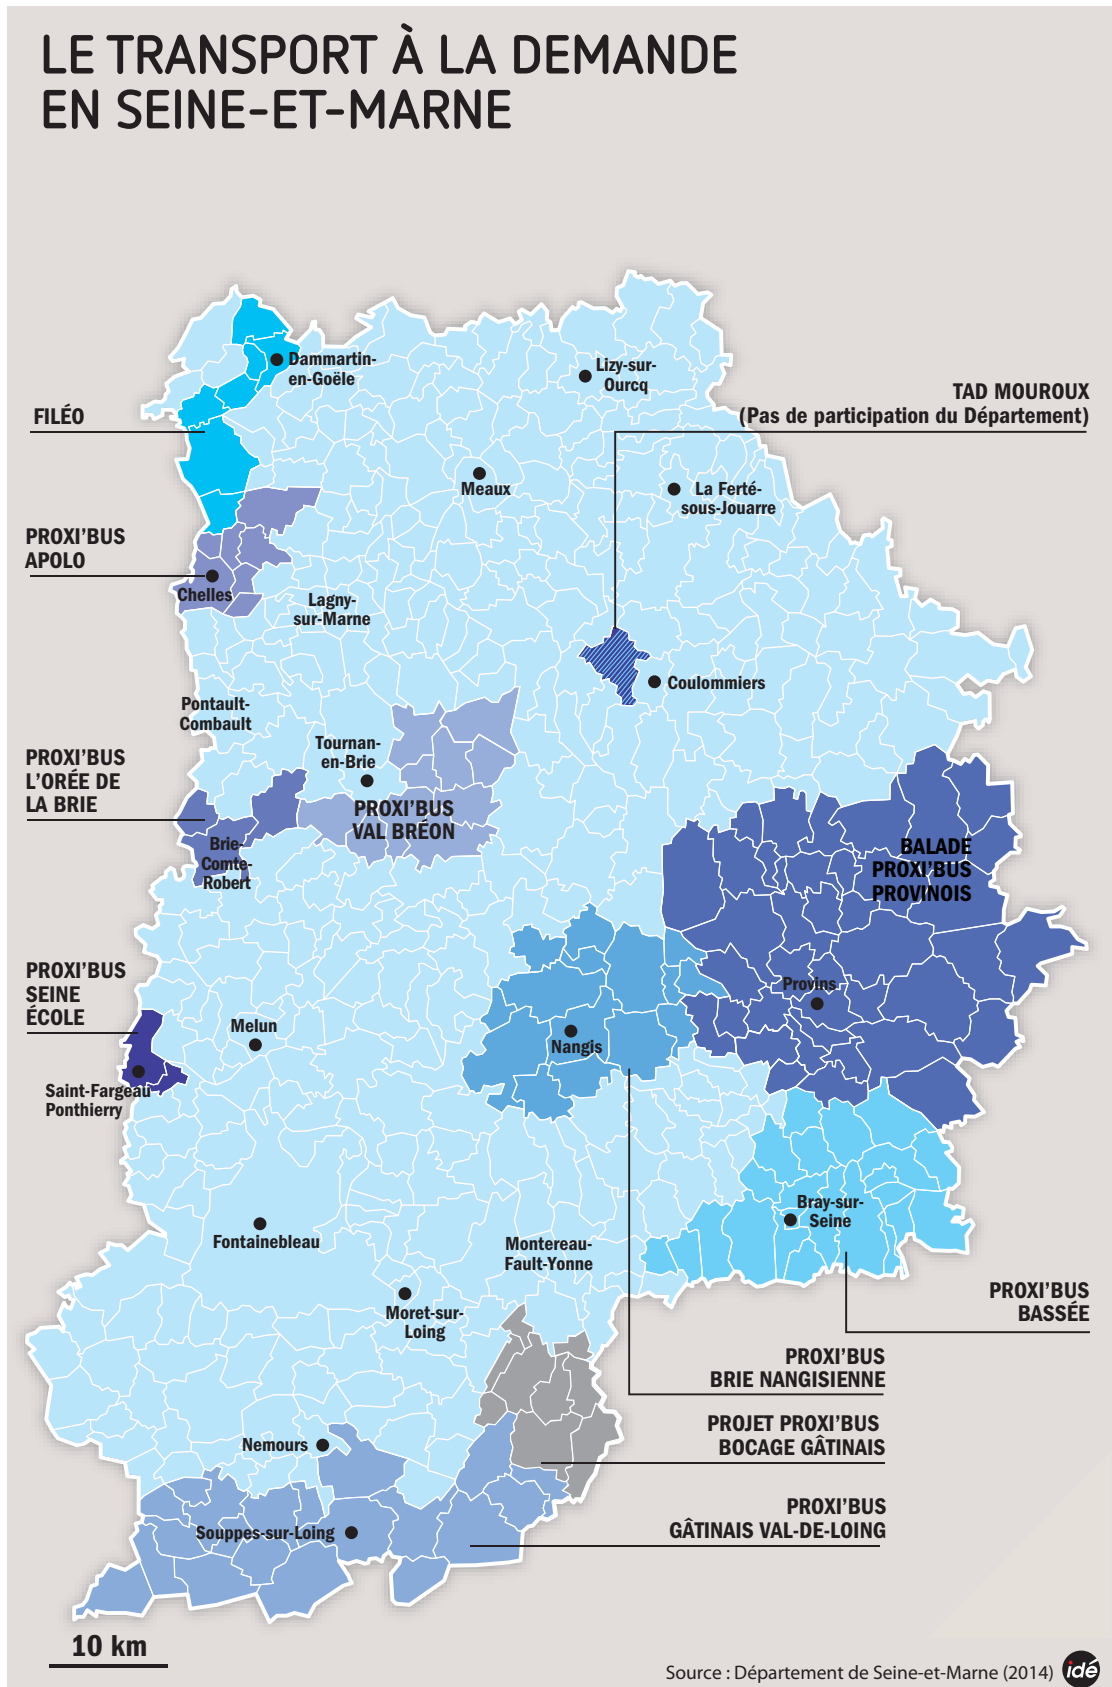 LE TRANSPORT À LA DEMANDE
EN SEINE-ET-MARNE
Dammartin-
en-Goële
Lizy-sur-
Ourcq
TAD MOUROUX
(Pas de participation du Département)
FILÉO
Meaux
La Ferté-
sous-Jouarre
PROXI'BUS
APOLO
Chelles
Lagny-
sur-Marne
Coulommiers
Pontault-
Combault
Tournan-
en-Brie
PROXI'BUS
L'ORÉE DE
LA BRIE
PROXI'BUS
VAL BRÉON
Brie-
Comte-
Robert
BALADE
PROXI'BUS
PROVINOIS
PROXI'BUS
SEINE
ÉCOLE
Provins
Melun
Nangis
Saint-Fargeau
Ponthierry
Bray-sur-
Seine
Fontainebleau
Montereau-
Fault-Yonne
Moret-sur-
Loing
PROXI'BUS
BASSÉE
PROXI'BUS
BRIE NANGISIENNE
PROJET PROXI'BUS
BOCAGE GÂTINAIS
Nemours
PROXI'BUS
GÂTINAIS VAL-DE-LOING
Souppes-sur-Loing
10 km
Source : Département de Seine-et-Marne (2014)
idé